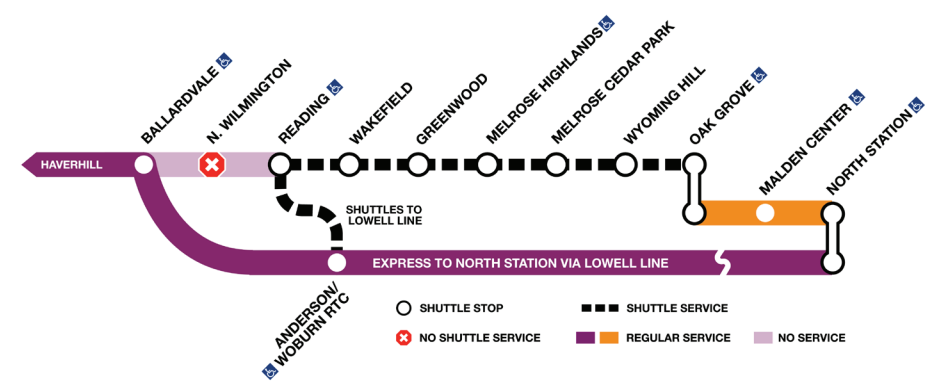 BALLARDVALE
N. WILMINGTON
READING
WAKEFIELD
GREENWOOD
MELROSE HIGHLANDS
MELROSE CEDAR PARK
WYOMING HILL
OAK GROVE
MALDEN CENTER
NORTH STATION
HAVERHILL
SHUTTLES TO
LOWELL LINE
EXPRESS TO NORTH STATION VIA LOWELL LINE
ANDERSON/
WOBURN RTC
SHUTTLE STOP
SHUTTLE SERVICE
NO SHUTTLE SERVICE
REGULAR SERVICE
NO SERVICE